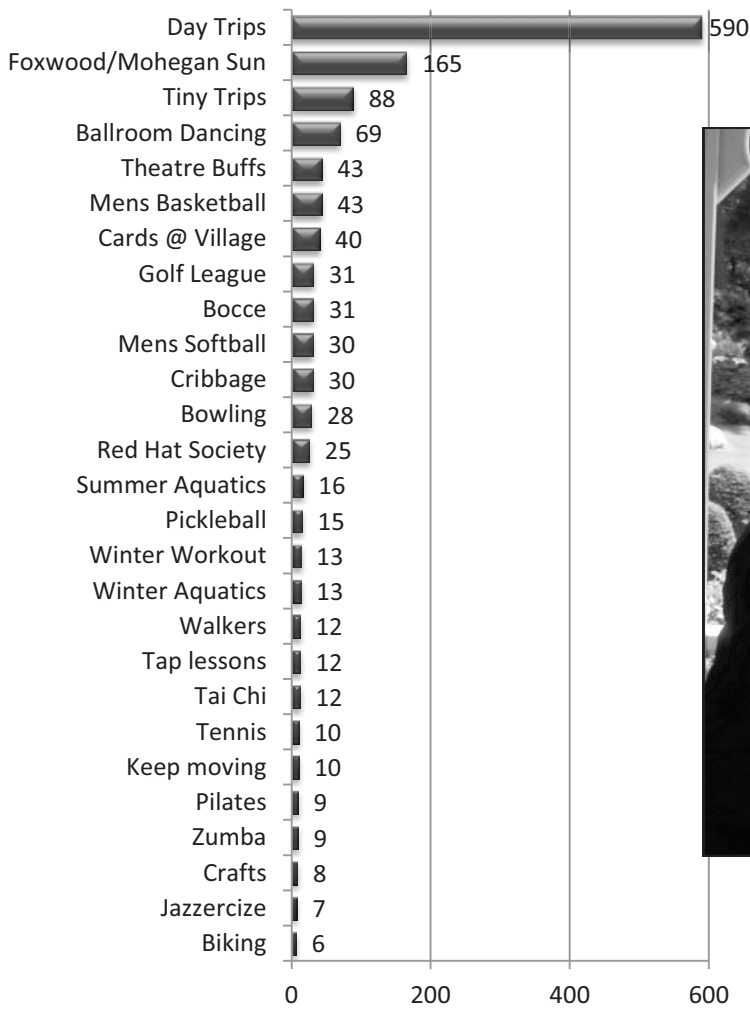 Day Trips 590
Foxwood/Mohegan Sun 165
Tiny Trips 88
Ballroom Dancing 69
Theatre Buffs 43
Mens Basketball 43
Cards @ Village 40
Golf League 31
Bocce 31
Mens Softball 30
Cribbage 30
Bowling 28
Red Hat Society 25
Summer Aquatics 16
Pickleball 15
Winter Workout 13
Winter Aquatics 13
Walkers 12
Tap lessons 12
Tai Chi 12
Tennis 10
Keep moving 10
Pilates 9
Zumba 9
Crafts 8
Jazzercize 7
Biking 6
0 200 400 600